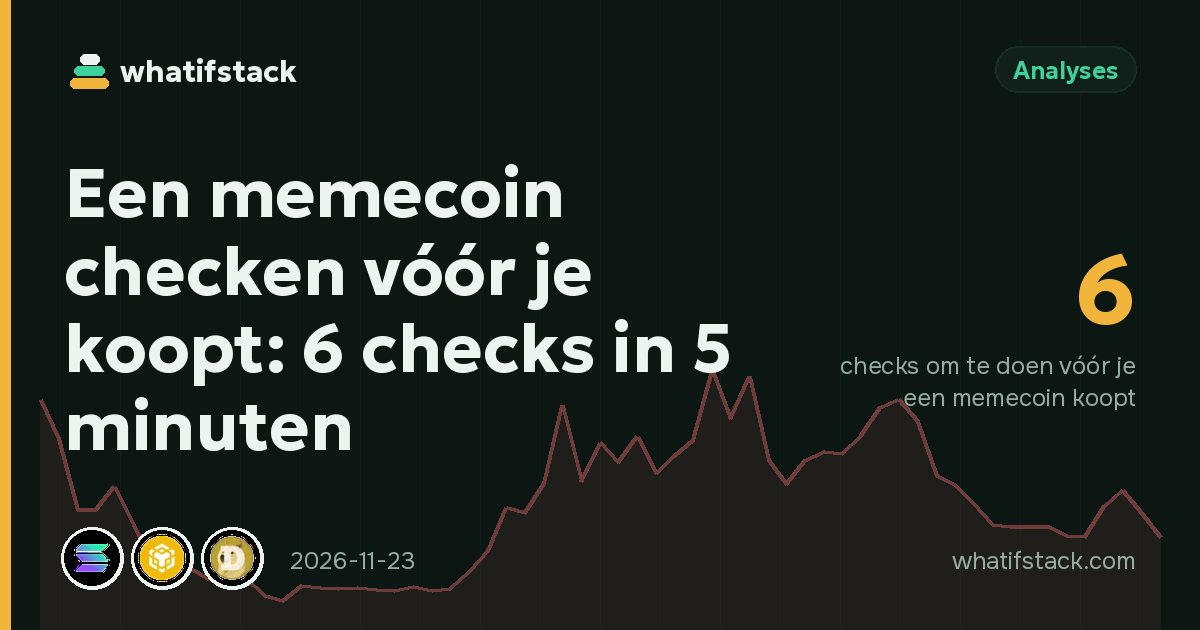 whatifstack
Analyses
Een memecoin
checken vóór je
koopt: 6 checks in 5
minuten
6
checks om te doen vóór je
een memecoin koopt
2026-11-23
whatifstack.com